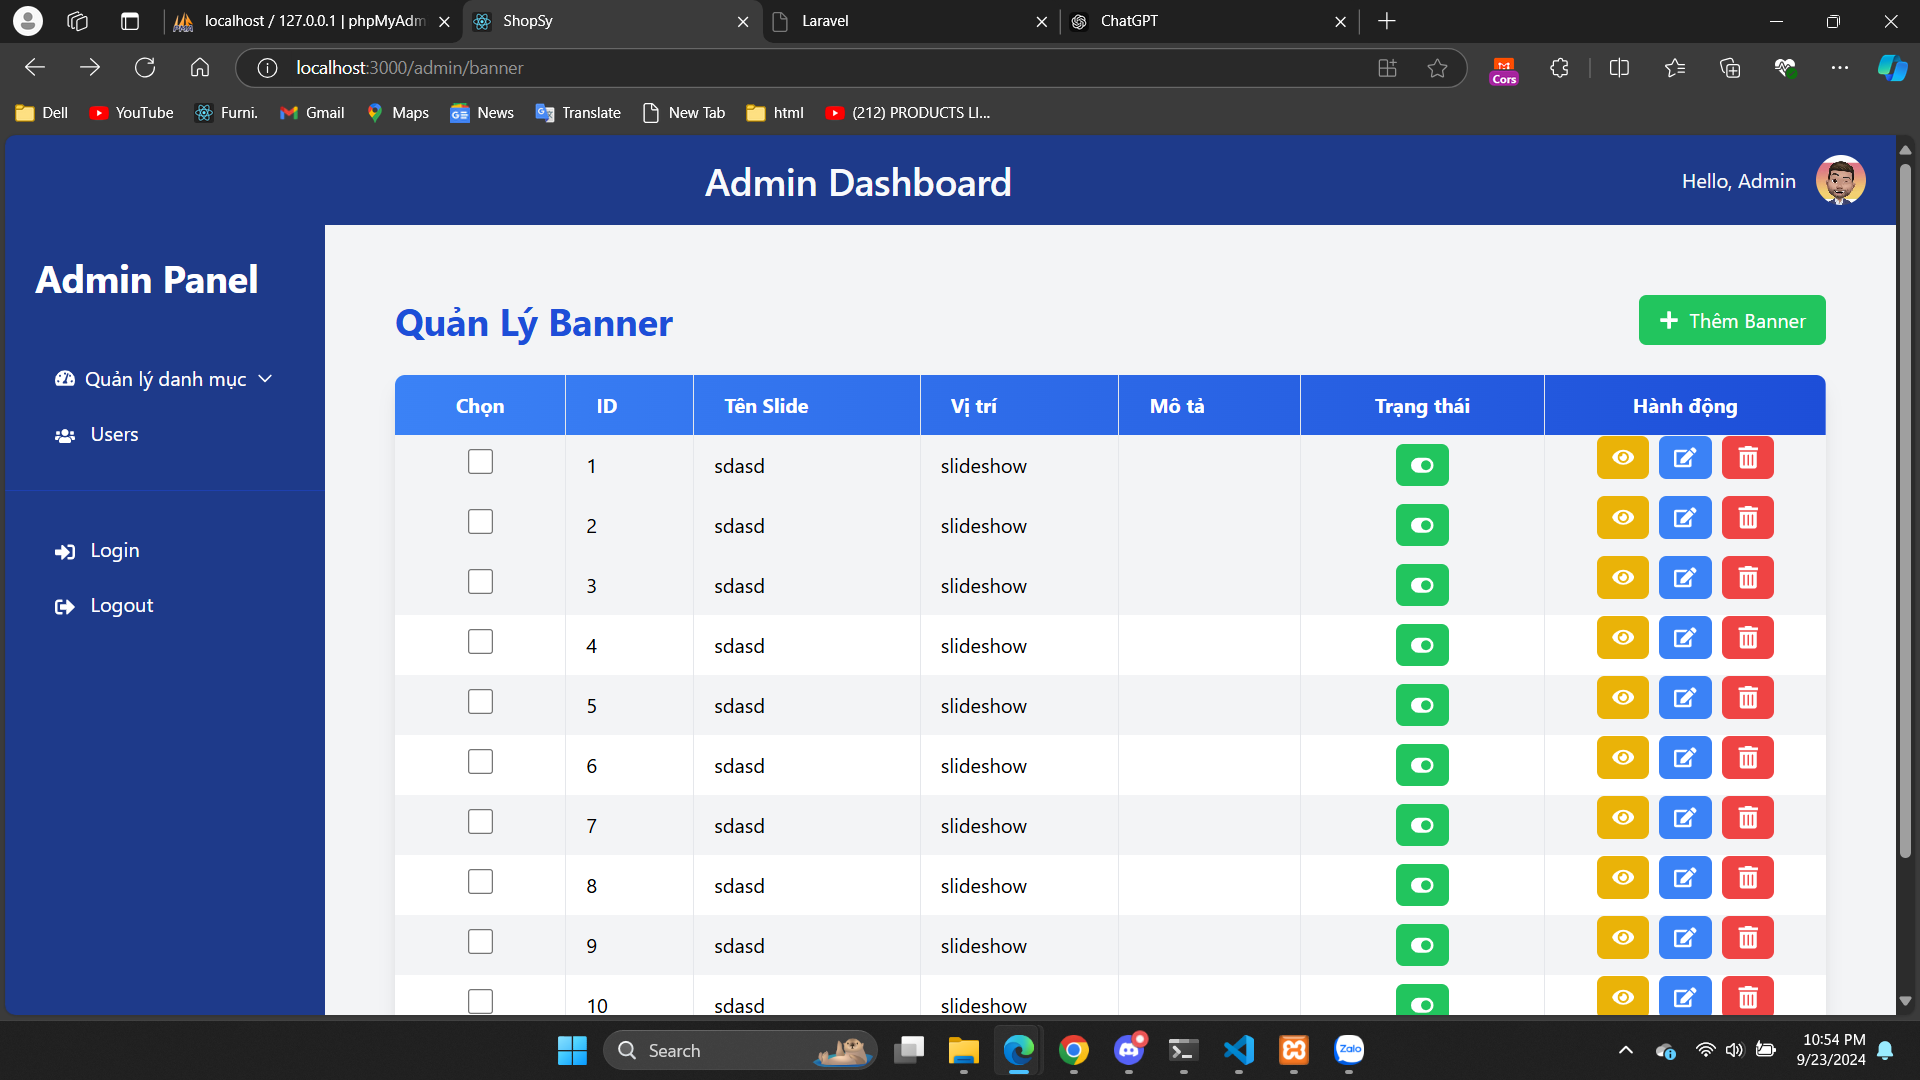 localhost / 127.0.0.1 | phpMyAdm
ShopSy
Laravel
ChatGPT
localhost:3000/admin/banner
Cors
Dell
YouTube
Furni.
Gmail
Maps
News
Translate
New Tab
html
(212) PRODUCTS LI...
Admin Dashboard
Hello, Admin
Admin Panel
Quản lý danh mục
Users
Login
Logout
Quản Lý Banner
Thêm Banner
Chọn ID Tên Slide Vị trí Mô tả Trạng thái Hành động
1 sdasd slideshow
2 sdasd slideshow
3 sdasd slideshow
4 sdasd slideshow
5 sdasd slideshow
6 sdasd slideshow
7 sdasd slideshow
8 sdasd slideshow
9 sdasd slideshow
10 sdasd slideshow
Search
Zalo
10:54 PM
9/23/2024